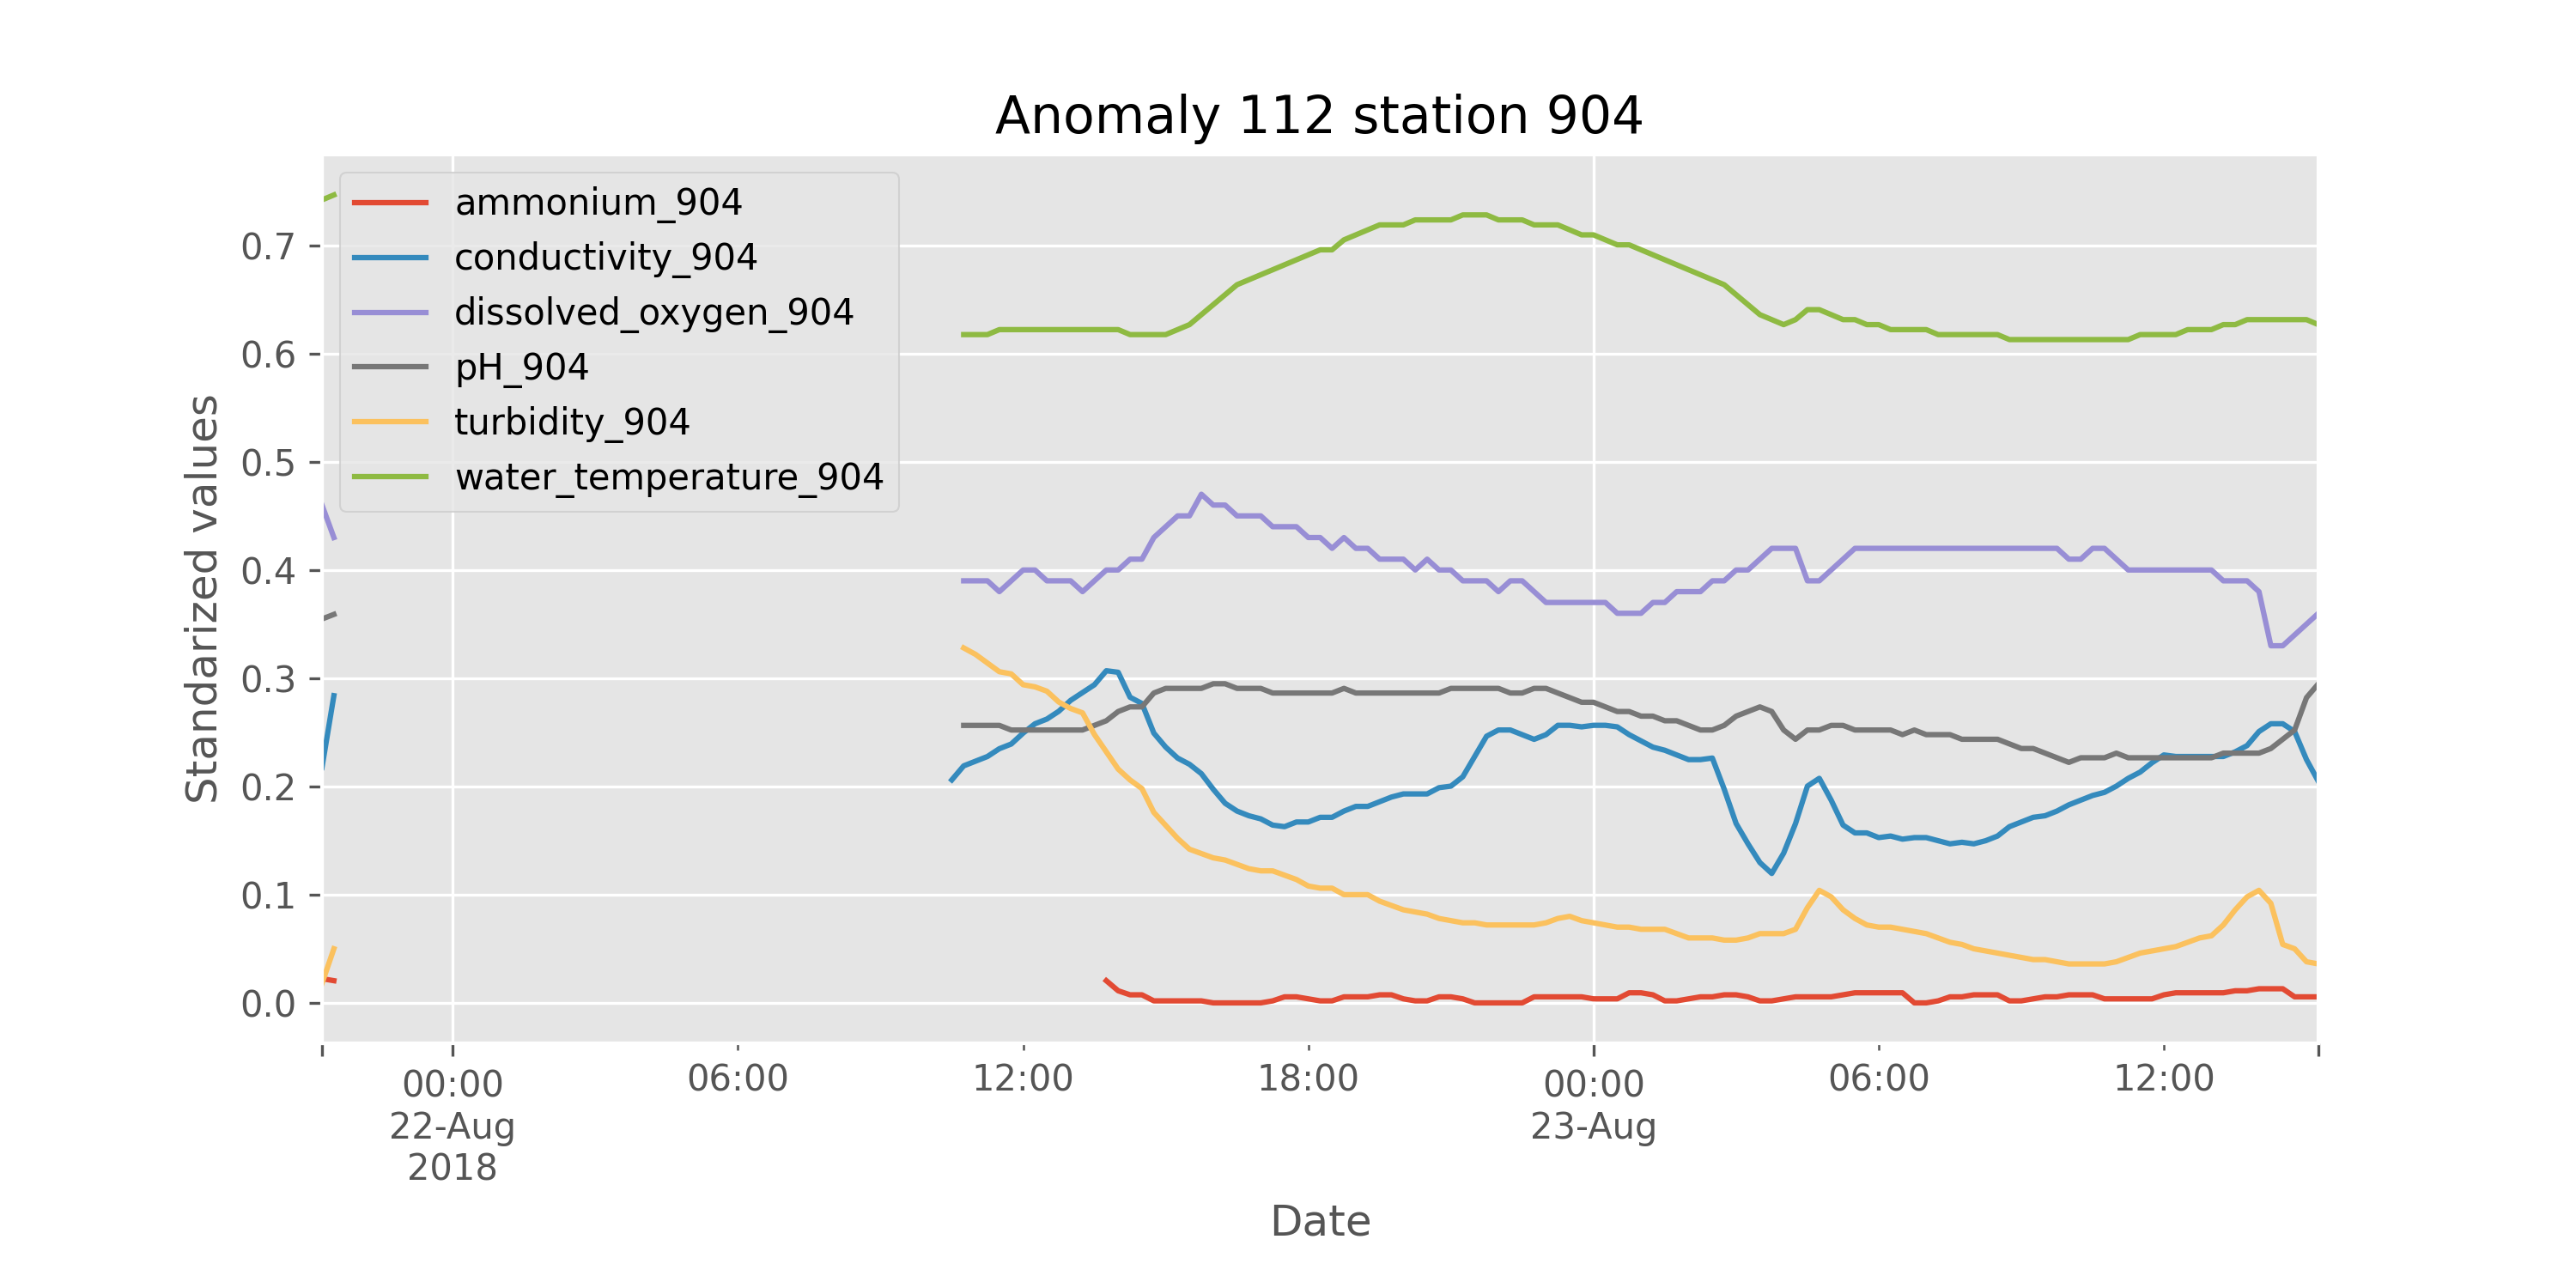 Anomaly 112 station 904
ammonium_904
conductivity_904
dissolved_oxygen_904
pH_904
turbidity_904
water_temperature_904
Standarized values
0.7
0.6
0.5
0.4
0.3
0.2
0.1
0.0
00:00 06:00 12:00 18:00 00:00 06:00 12:00
22-Aug 23-Aug
2018
Date